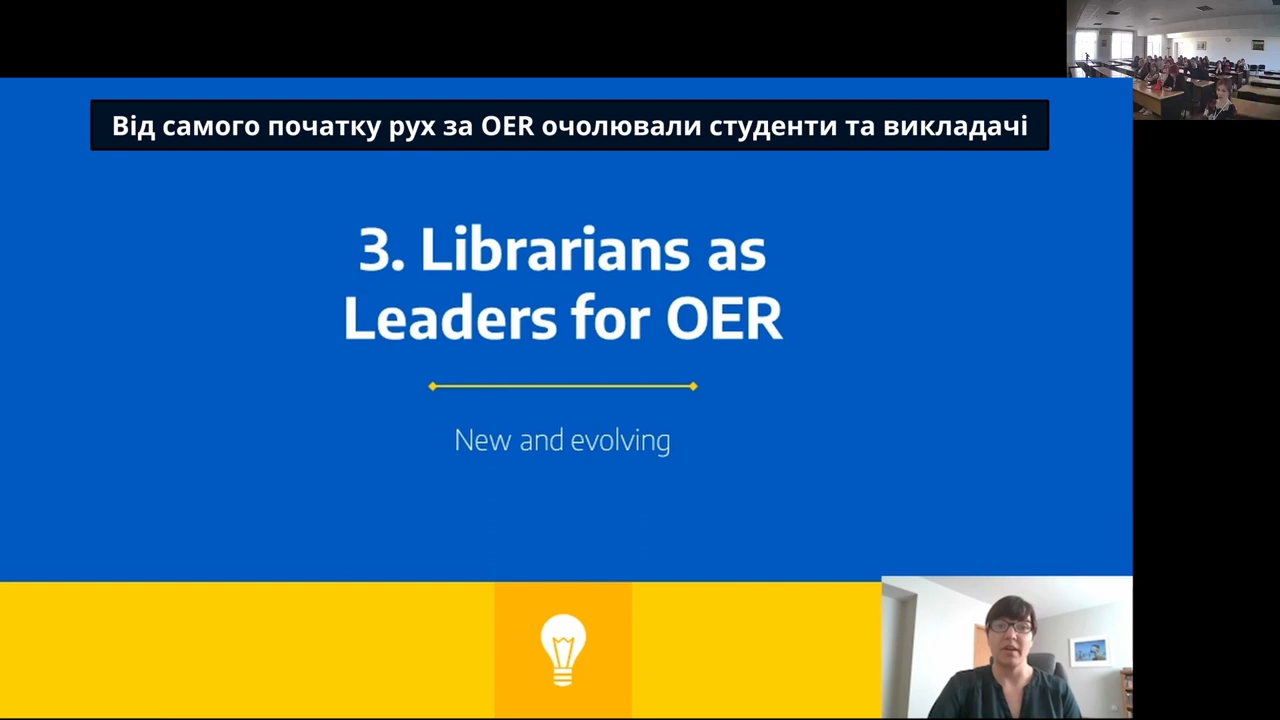 Від самого початку рух за OER очолювали студенти та викладачі
3. Librarians as
Leaders for OER
New and evolving